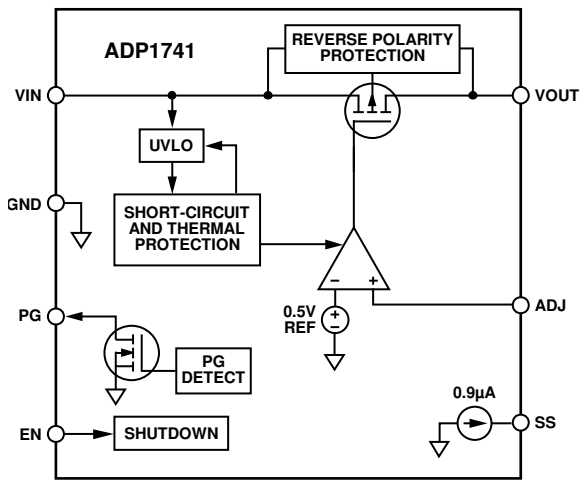 ADP1741
REVERSE POLARITY
PROTECTION
VIN
VOUT
UVLO
GND
SHORT-CIRCUIT
AND THERMAL
PROTECTION
– +
0.5V
REF
+
–
ADJ
PG
PG
DETECT
0.9µA
EN
SHUTDOWN
SS